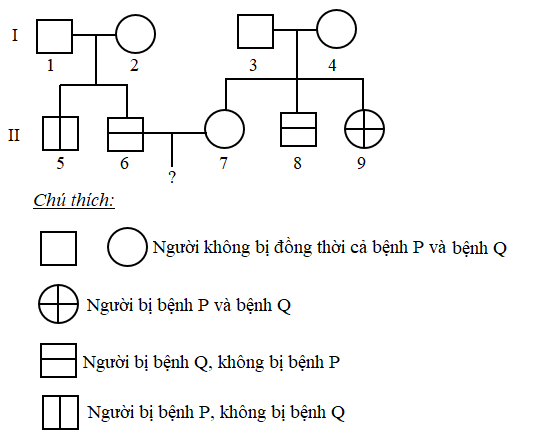 I
1
2
3
4
II
5
6
7
8
9
?
Chú thích:
Người không bị đồng thời cả bệnh P và bệnh Q
Người bị bệnh P và bệnh Q
Người bị bệnh Q, không bị bệnh P
Người bị bệnh P, không bị bệnh Q